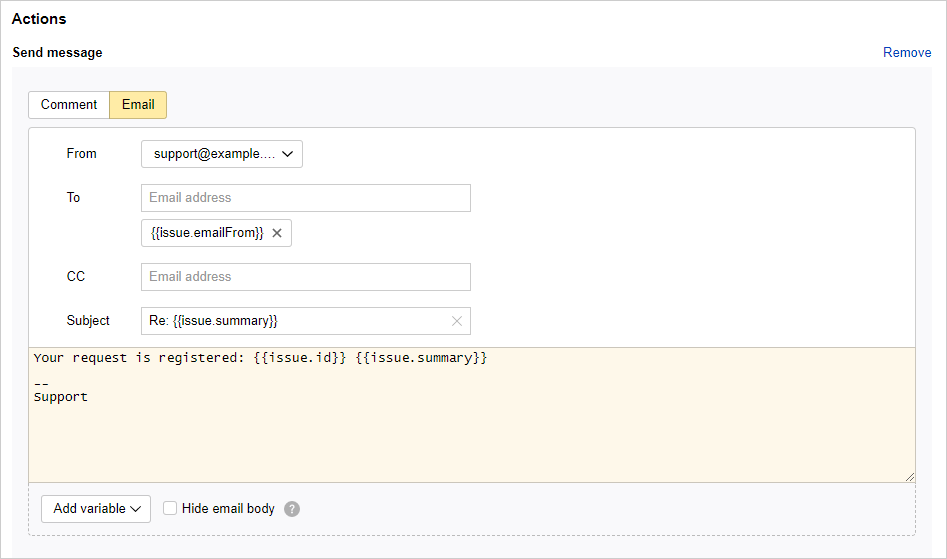 Actions
Send message Remove
Comment Email
From support@example....
To Email address
{{issue.emailFrom}}
CC Email address
Subject Re: {{issue.summary}}
Your request is registered: {{issue.id}} {{issue.summary}}
--
Support
Add variable Hide email body ?